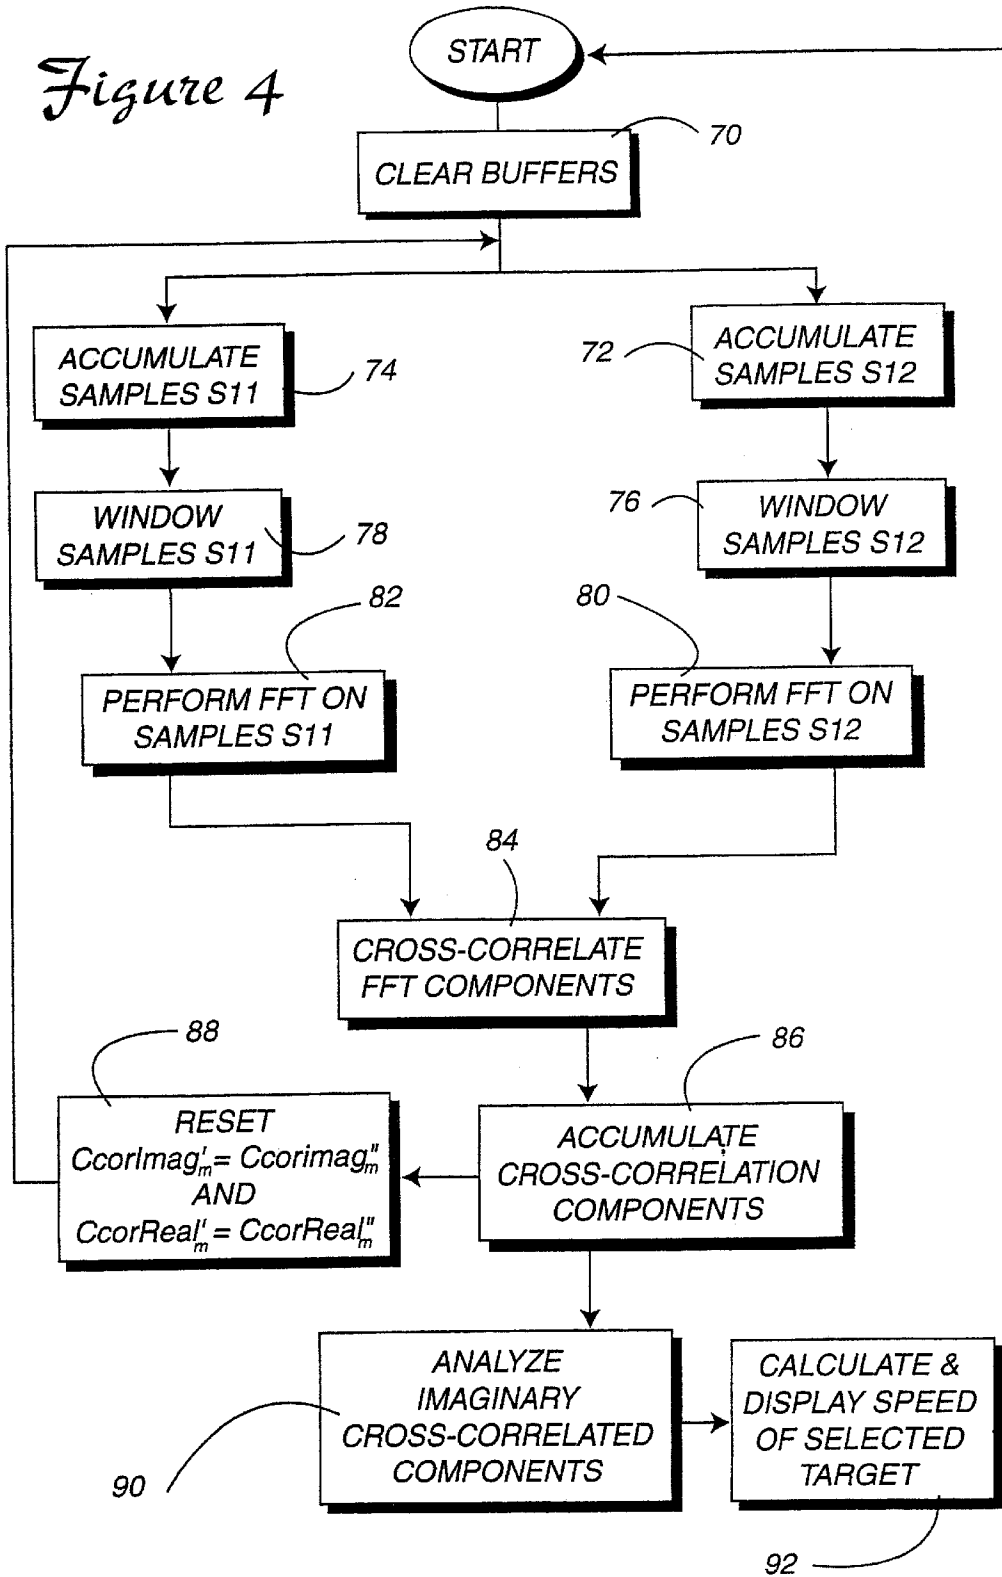 Figure 4
START
70
CLEAR BUFFERS
ACCUMULATE
SAMPLES S11
74
72
ACCUMULATE
SAMPLES S12
WINDOW
SAMPLES S11
78
76
WINDOW
SAMPLES S12
82
80
PERFORM FFT ON
SAMPLES S11
PERFORM FFT ON
SAMPLES S12
84
CROSS-CORRELATE
FFT COMPONENTS
88
86
RESET
CcorImag'm = Ccorimag"m
AND
CcorReal'm = CcorReal"m
ACCUMULATE
CROSS-CORRELATION
COMPONENTS
ANALYZE
IMAGINARY
CROSS-CORRELATED
COMPONENTS
90
CALCULATE &
DISPLAY SPEED
OF SELECTED
TARGET
92